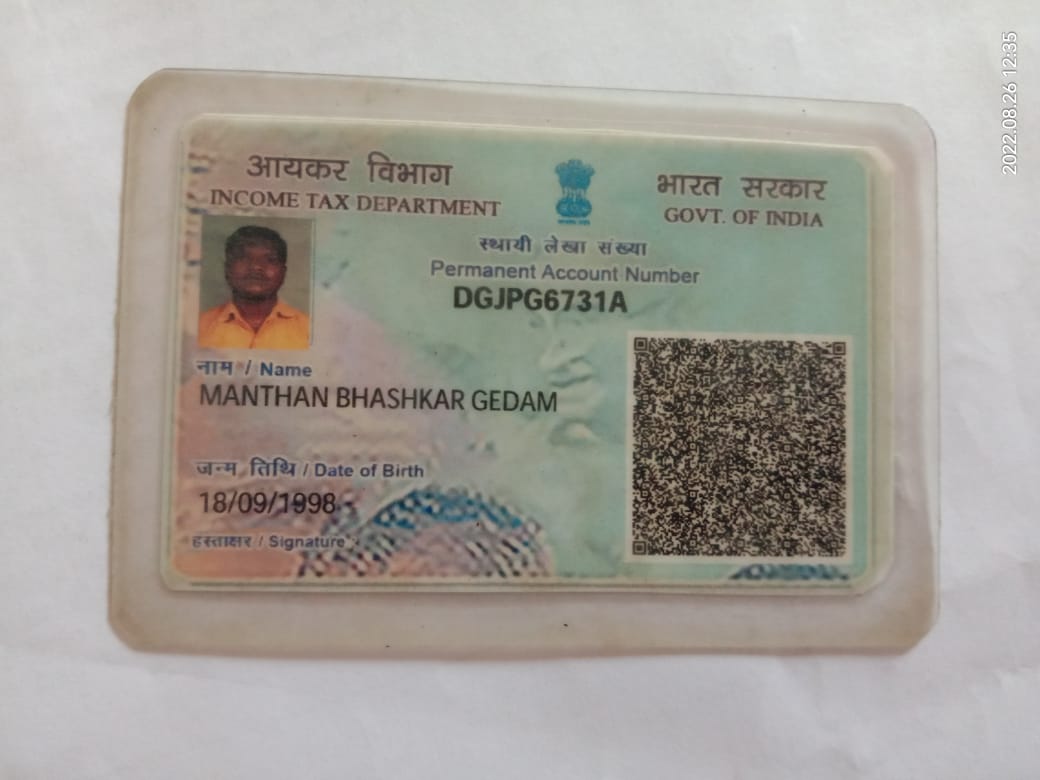 आयकर विभाग
INCOME TAX DEPARTMENT
भारत सरकार
GOVT. OF INDIA
स्थायी लेखा संख्या
Permanent Account Number
DGJPG6731A
नाम / Name
MANTHAN BHASHKAR GEDAM
जन्म तिथि / Date of Birth
18/09/1998
हस्ताक्षर / Signature
2022.08.26 12:35